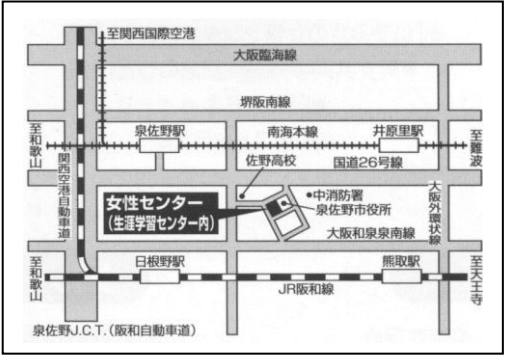 至関西国際空港
大阪臨海線
堺阪南線
至和歌山
泉佐野駅
南海本線
井原里駅
至難波
佐野高校
国道26号線
関西空港自動車道
女性センター
(生涯学習センター内)
中消防署
泉佐野市役所
大阪外環状線
大阪和泉泉南線
至和歌山
日根野駅
熊取駅
至天王寺
JR阪和線
泉佐野J.C.T.(阪和自動車道)